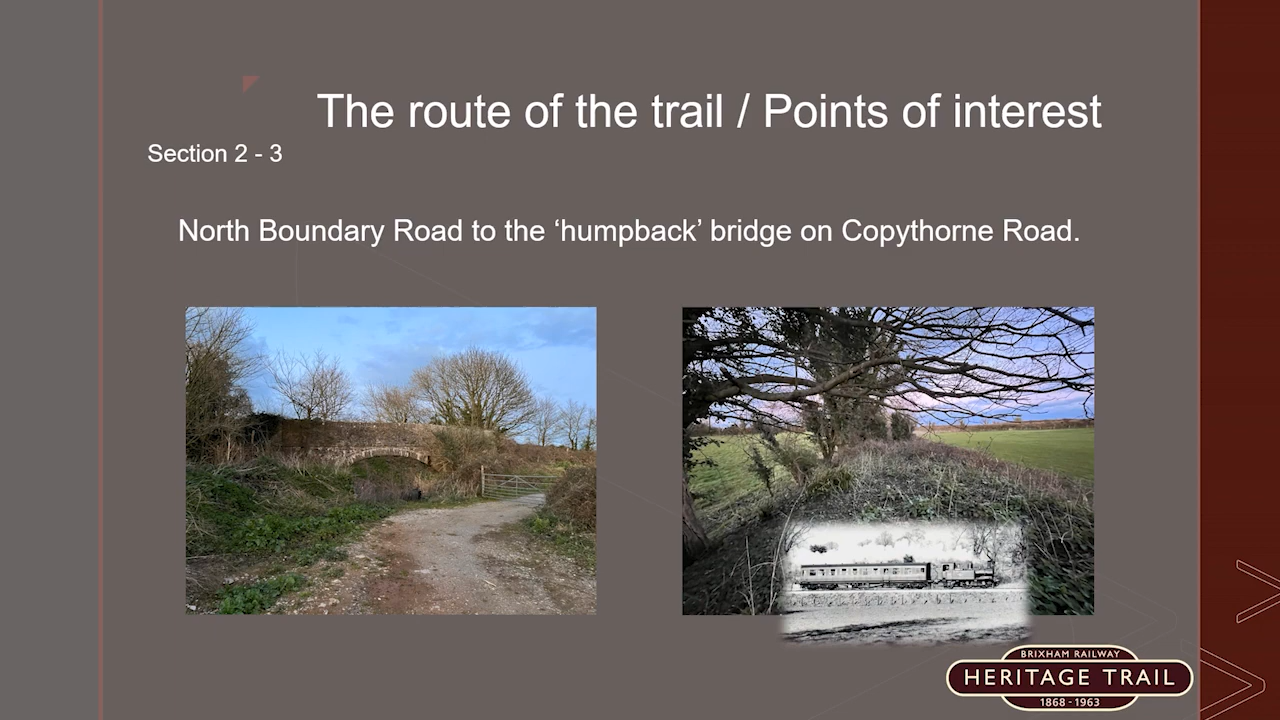 The route of the trail / Points of interest
Section 2 - 3
North Boundary Road to the ‘humpback’ bridge on Copythorne Road.
BRIXHAM RAILWAY
HERITAGE TRAIL
1868 - 1963